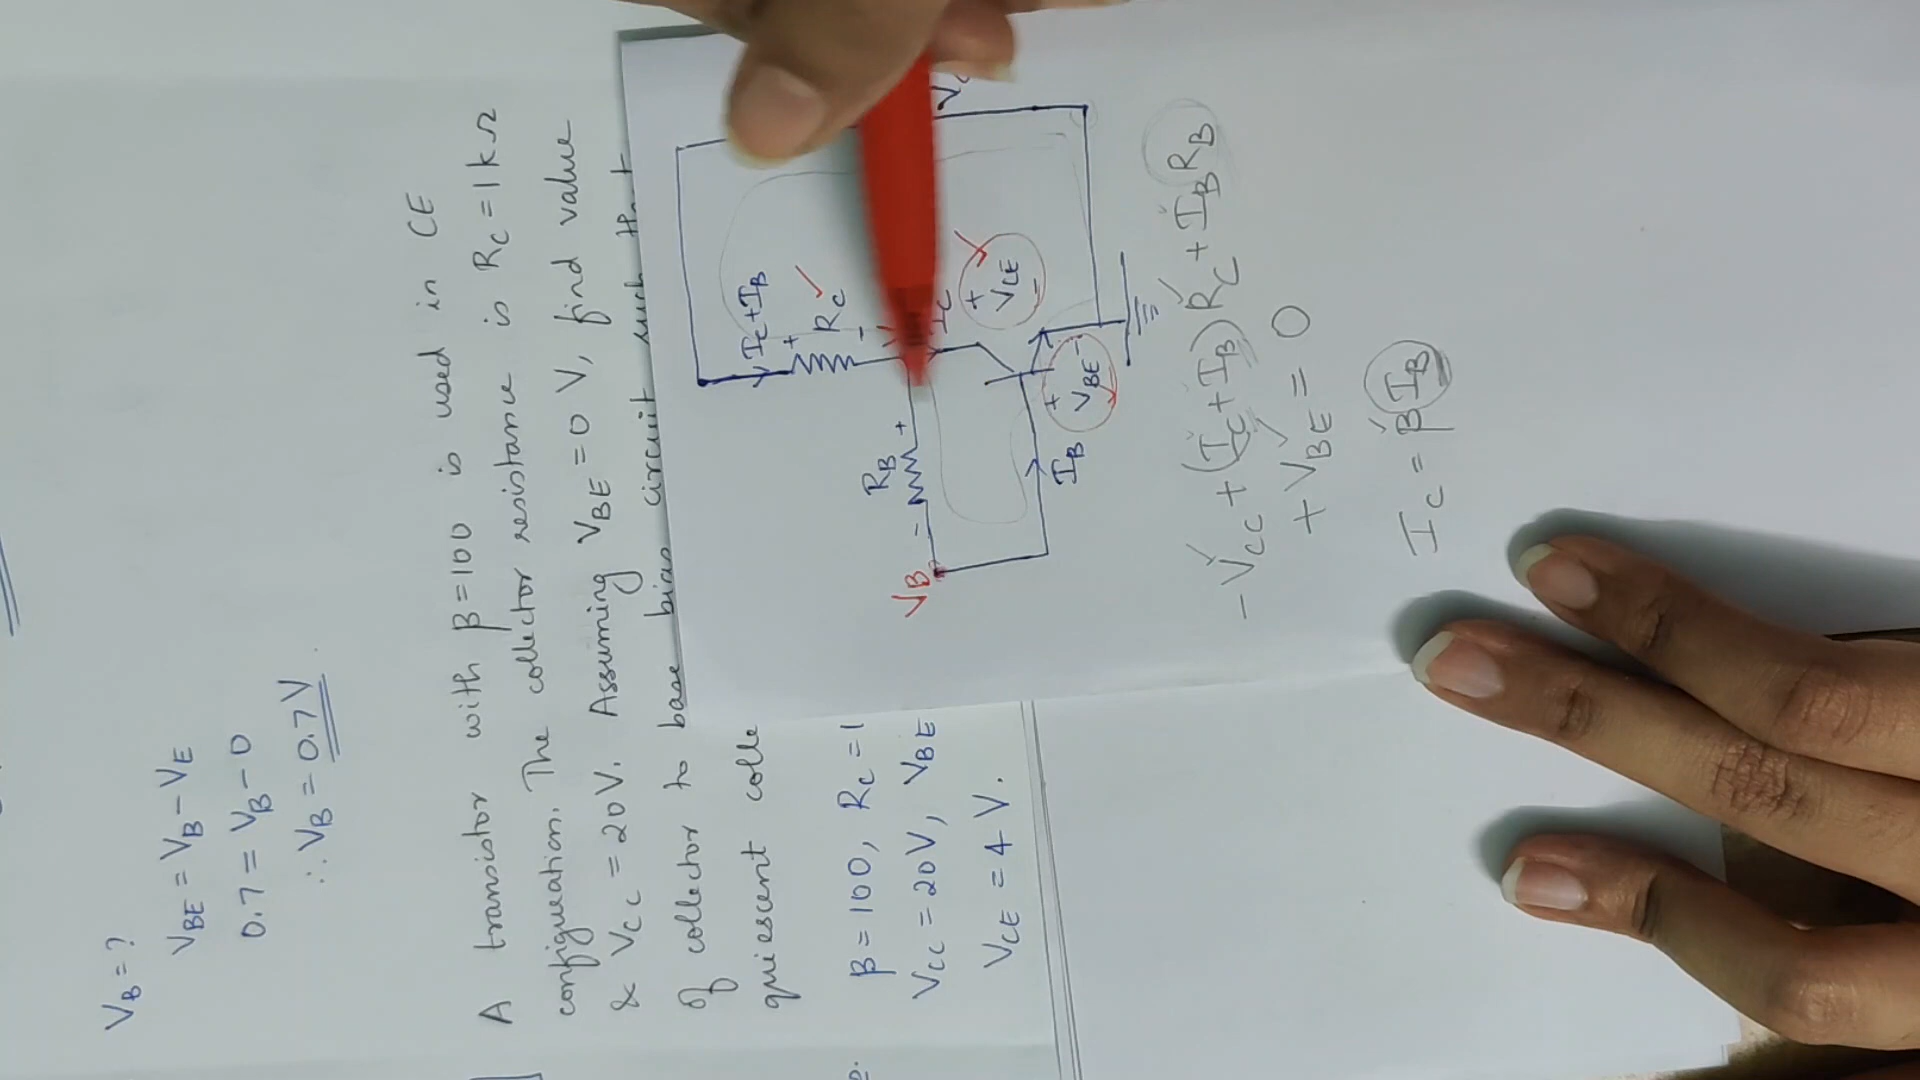 V_B = ?
V_BE = V_B - V_E
0.7 = V_B - 0
∴ V_B = 0.7 V.
A transistor with β=100 is used in CE
configuration. The collector resistance is R_C = 1 kΩ
& V_CC = 20 V. Assuming V_BE = 0 V, find value
of collector to base bias circuit such that
quiescent colle
β = 100, R_C = 1
V_CC = 20V, V_BE
V_CE = 4 V.
I_C+I_B
+
R_C
-
I_C
+
V_CE
-
V_B
- R_B +
I_B
+
V_BE
-
-V_CC + (I_C+I_B)R_C + I_B R_B
+ V_BE = 0
I_C = β I_B